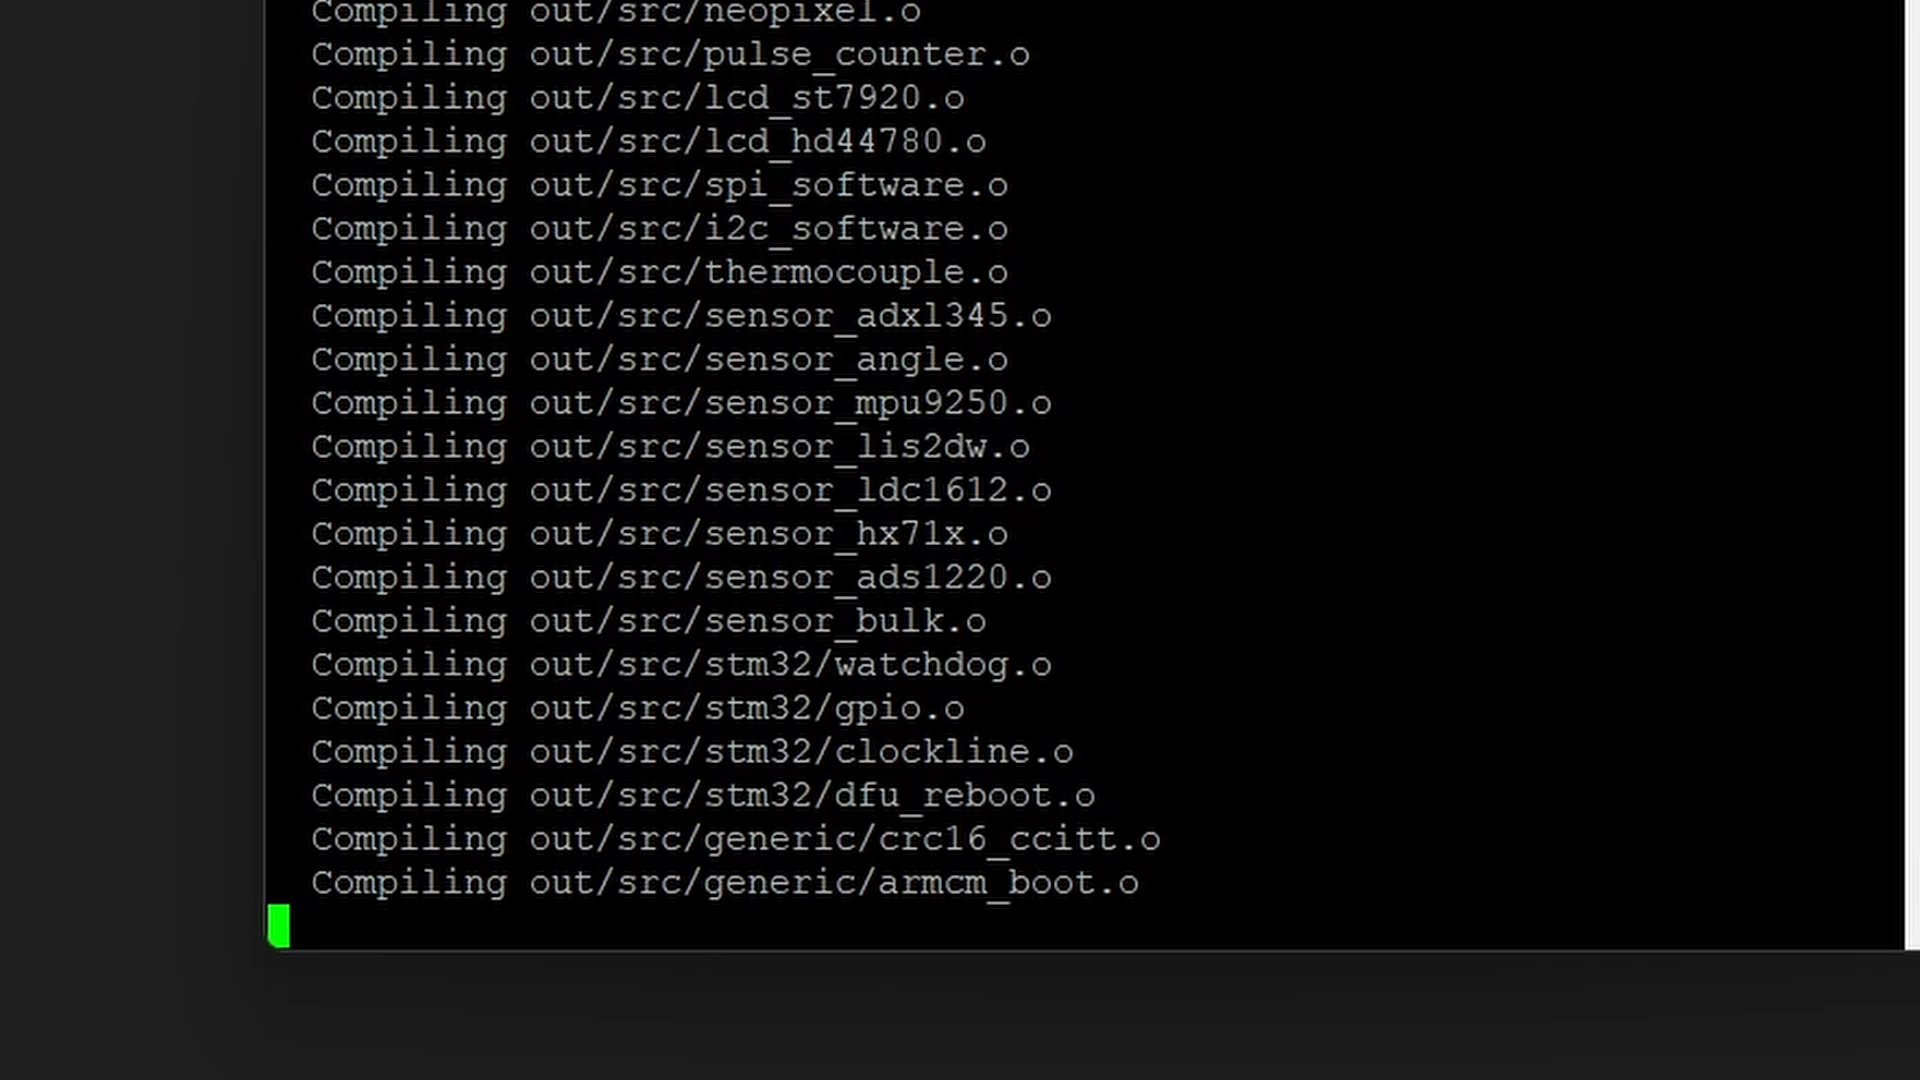 Compiling out/src/neopixel.o
Compiling out/src/pulse_counter.o
Compiling out/src/lcd_st7920.o
Compiling out/src/lcd_hd44780.o
Compiling out/src/spi_software.o
Compiling out/src/i2c_software.o
Compiling out/src/thermocouple.o
Compiling out/src/sensor_adxl345.o
Compiling out/src/sensor_angle.o
Compiling out/src/sensor_mpu9250.o
Compiling out/src/sensor_lis2dw.o
Compiling out/src/sensor_ldc1612.o
Compiling out/src/sensor_hx71x.o
Compiling out/src/sensor_ads1220.o
Compiling out/src/sensor_bulk.o
Compiling out/src/stm32/watchdog.o
Compiling out/src/stm32/gpio.o
Compiling out/src/stm32/clockline.o
Compiling out/src/stm32/dfu_reboot.o
Compiling out/src/generic/crc16_ccitt.o
Compiling out/src/generic/armcm_boot.o